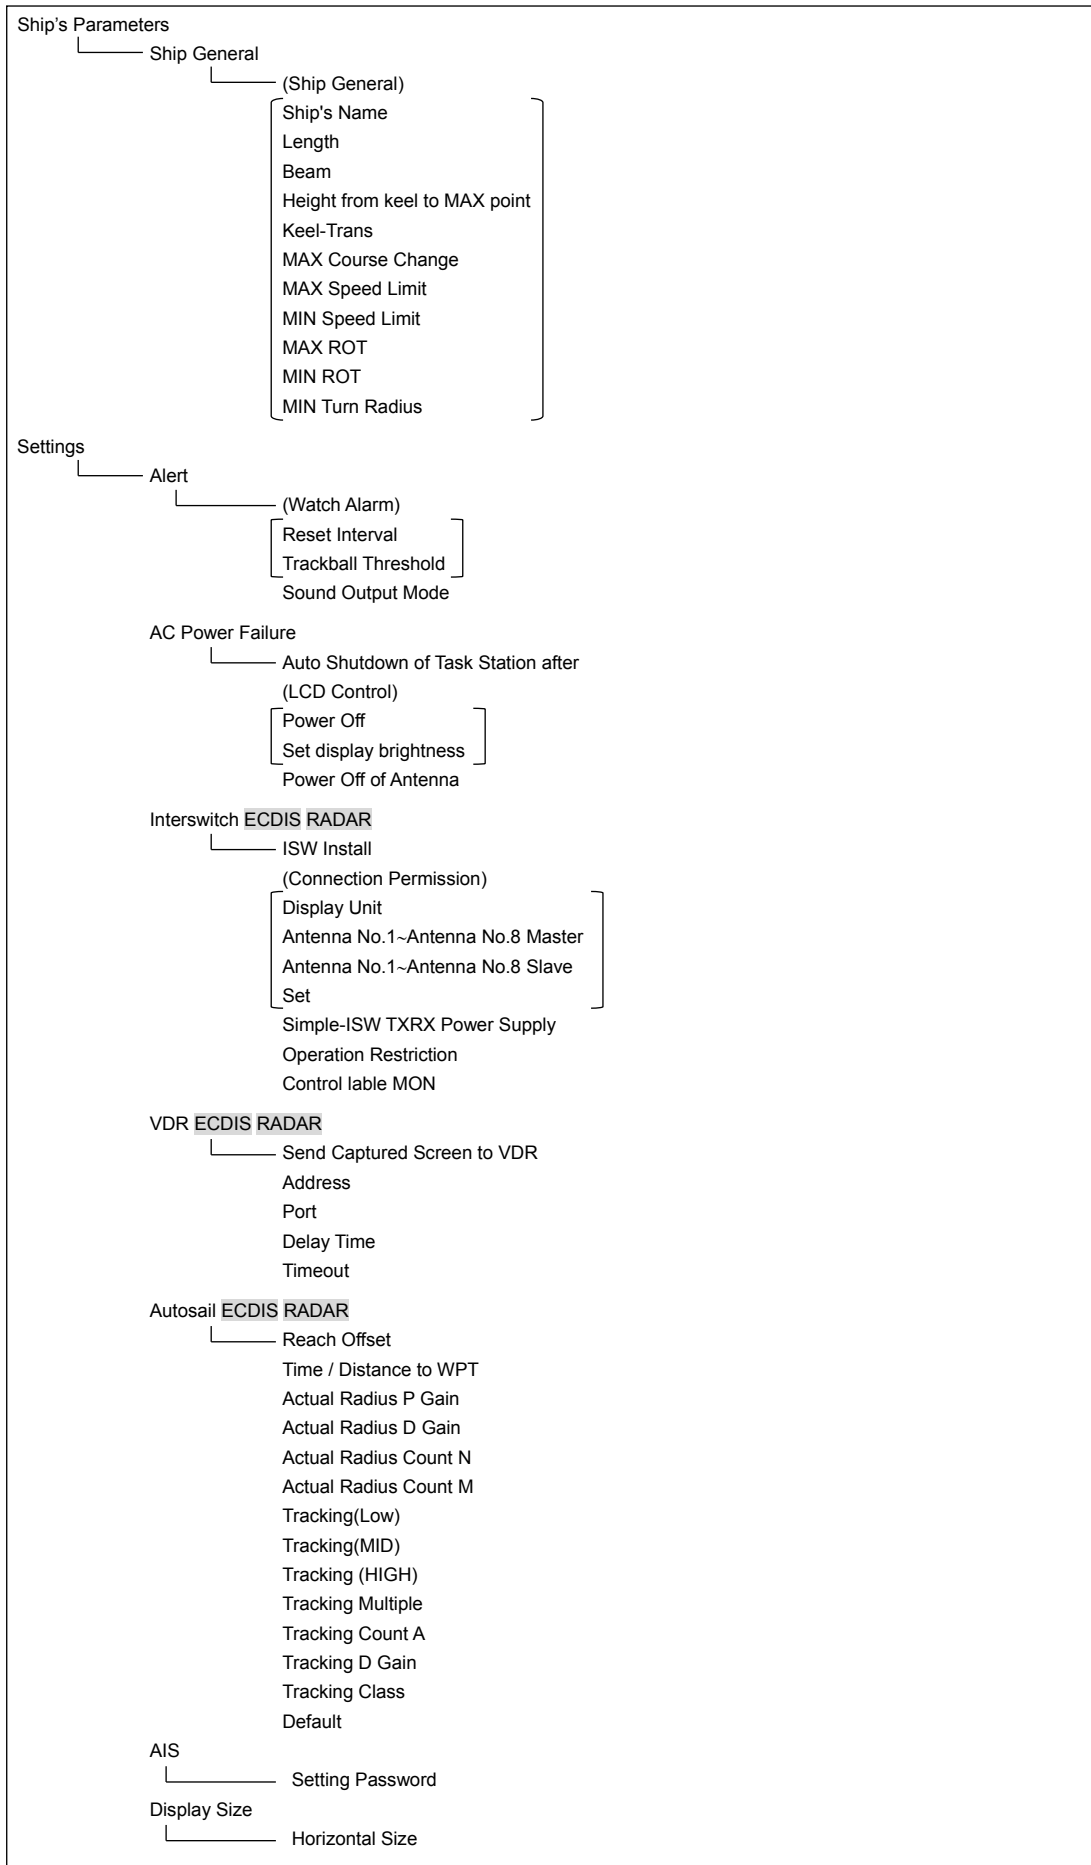 Ship's Parameters
Ship General
(Ship General)
Ship's Name
Length
Beam
Height from keel to MAX point
Keel-Trans
MAX Course Change
MAX Speed Limit
MIN Speed Limit
MAX ROT
MIN ROT
MIN Turn Radius
Settings
Alert
(Watch Alarm)
Reset Interval
Trackball Threshold
Sound Output Mode
AC Power Failure
Auto Shutdown of Task Station after
(LCD Control)
Power Off
Set display brightness
Power Off of Antenna
Interswitch ECDIS RADAR
ISW Install
(Connection Permission)
Display Unit
Antenna No.1~Antenna No.8 Master
Antenna No.1~Antenna No.8 Slave
Set
Simple-ISW TXRX Power Supply
Operation Restriction
Control lable MON
VDR ECDIS RADAR
Send Captured Screen to VDR
Address
Port
Delay Time
Timeout
Autosail ECDIS RADAR
Reach Offset
Time / Distance to WPT
Actual Radius P Gain
Actual Radius D Gain
Actual Radius Count N
Actual Radius Count M
Tracking(Low)
Tracking(MID)
Tracking (HIGH)
Tracking Multiple
Tracking Count A
Tracking D Gain
Tracking Class
Default
AIS
Setting Password
Display Size
Horizontal Size